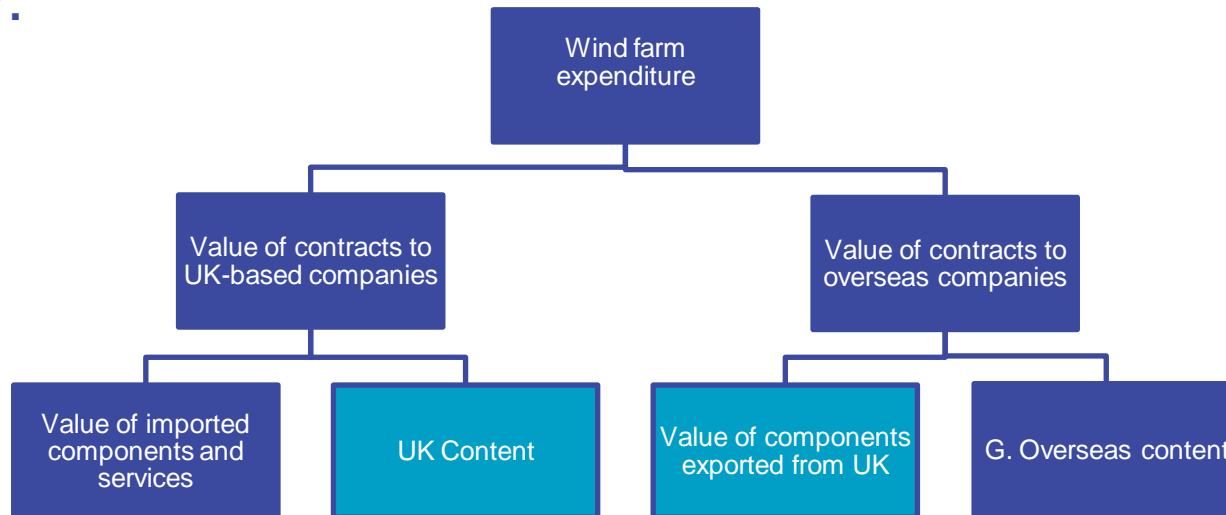 Wind farm
expenditure
Value of contracts to
UK-based companies
Value of contracts to
overseas companies
Value of imported
components and
services
UK Content
Value of components
exported from UK
G. Overseas content